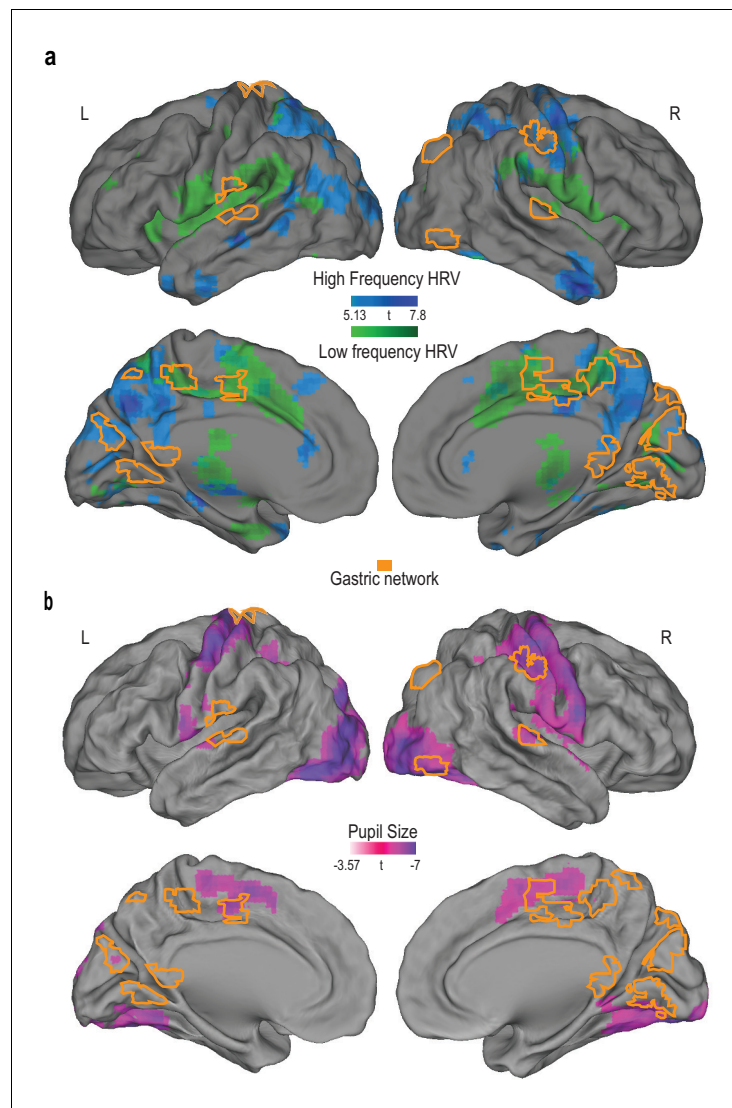 a
L
R
High Frequency HRV
5.13 t 7.8
Low frequency HRV
Gastric network
b
L
R
Pupil Size
-3.57 t -7